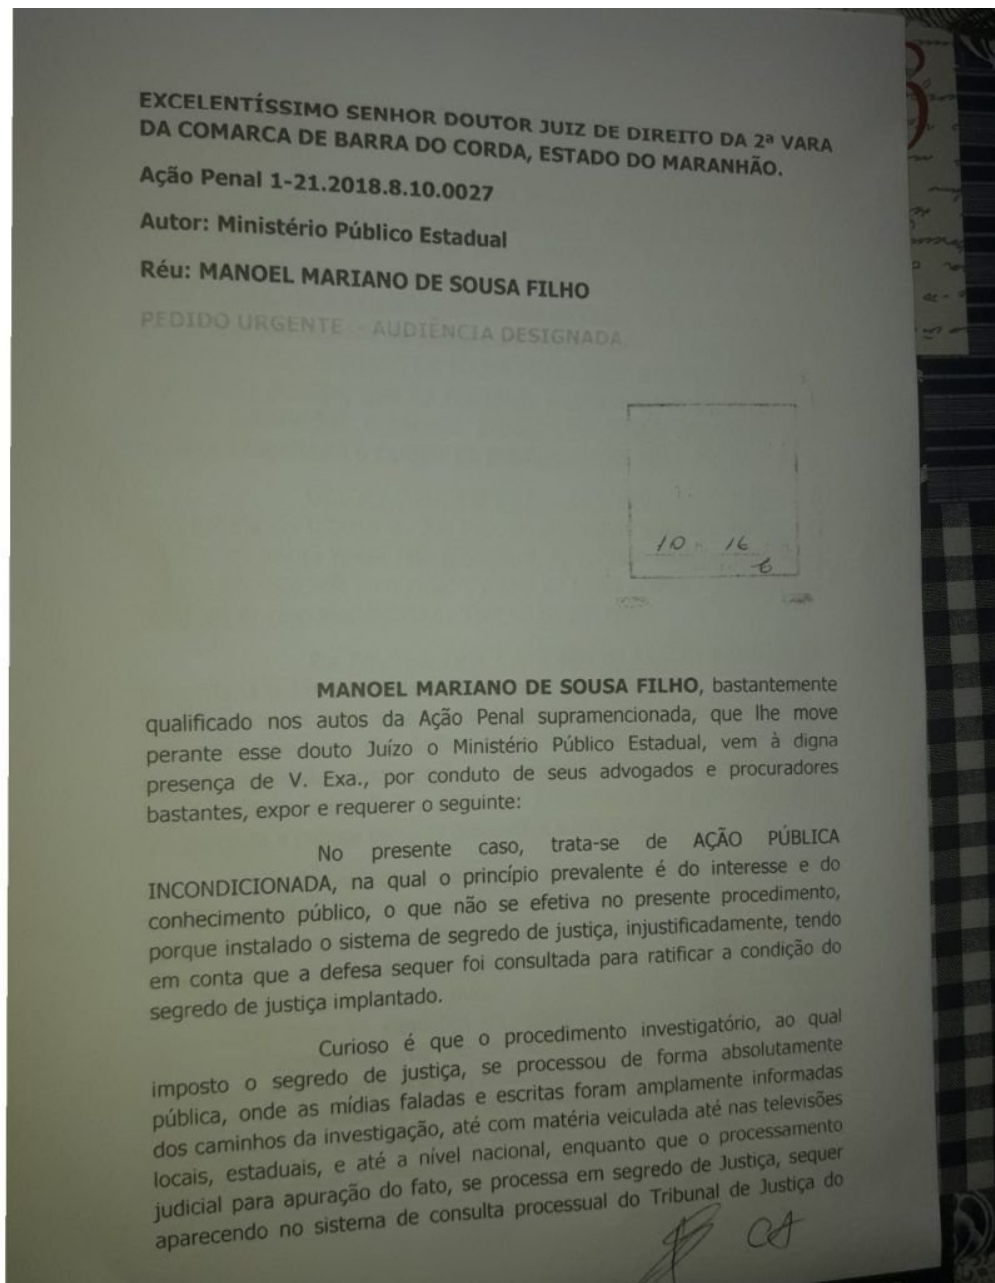 EXCELENTÍSSIMO SENHOR DOUTOR JUIZ DE DIREITO DA 2ª VARA
DA COMARCA DE BARRA DO CORDA, ESTADO DO MARANHÃO.
Ação Penal 1-21.2018.8.10.0027
Autor: Ministério Público Estadual
Réu: MANOEL MARIANO DE SOUSA FILHO
PEDIDO URGENTE - AUDIÊNCIA DESIGNADA
10 16
6
MANOEL MARIANO DE SOUSA FILHO, bastantemente
qualificado nos autos da Ação Penal supramencionada, que lhe move
perante esse douto Juízo o Ministério Público Estadual, vem à digna
presença de V. Exa., por conduto de seus advogados e procuradores
bastantes, expor e requerer o seguinte:
No presente caso, trata-se de AÇÃO PÚBLICA
INCONDICIONADA, na qual o princípio prevalente é do interesse e do
conhecimento público, o que não se efetiva no presente procedimento,
porque instalado o sistema de segredo de justiça, injustificadamente, tendo
em conta que a defesa sequer foi consultada para ratificar a condição do
segredo de justiça implantado.
Curioso é que o procedimento investigatório, ao qual
imposto o segredo de justiça, se processou de forma absolutamente
pública, onde as mídias faladas e escritas foram amplamente informadas
dos caminhos da investigação, até com matéria veiculada até nas televisões
locais, estaduais, e até a nível nacional, enquanto que o processamento
judicial para apuração do fato, se processa em segredo de Justiça, sequer
aparecendo no sistema de consulta processual do Tribunal de Justiça do